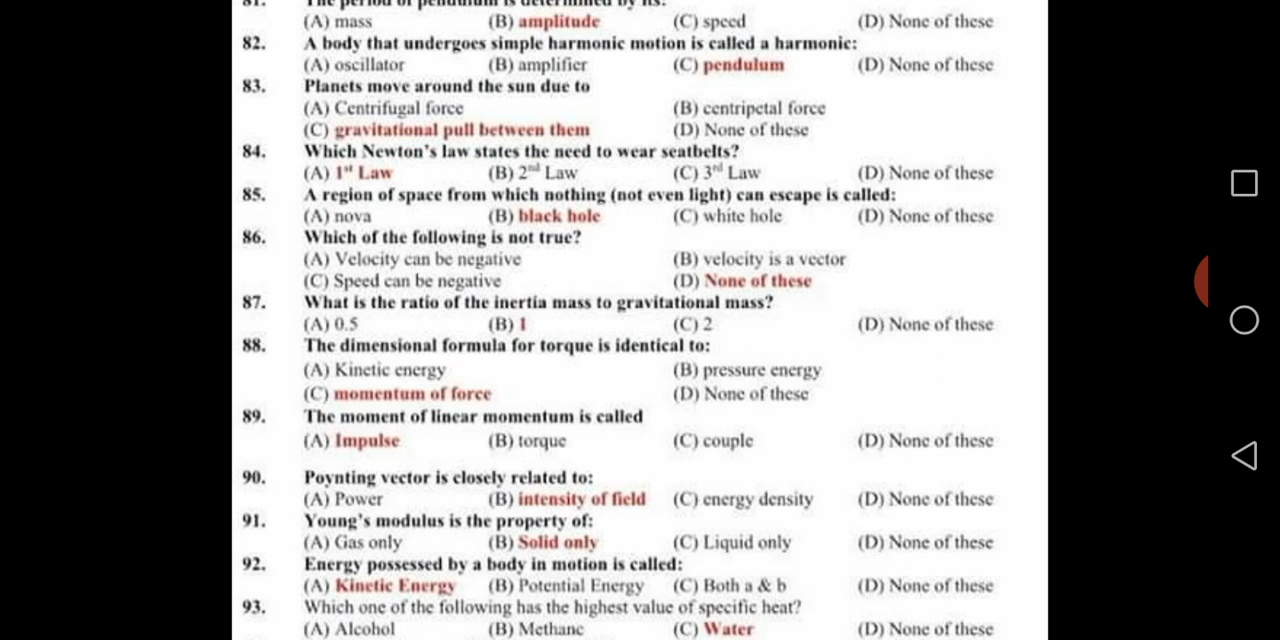 81. The period of pendulum is determined by its:
(A) mass (B) amplitude (C) speed (D) None of these
82. A body that undergoes simple harmonic motion is called a harmonic:
(A) oscillator (B) amplifier (C) pendulum (D) None of these
83. Planets move around the sun due to
(A) Centrifugal force (B) centripetal force
(C) gravitational pull between them (D) None of these
84. Which Newton's law states the need to wear seatbelts?
(A) 1st Law (B) 2nd Law (C) 3rd Law (D) None of these
85. A region of space from which nothing (not even light) can escape is called:
(A) nova (B) black hole (C) white hole (D) None of these
86. Which of the following is not true?
(A) Velocity can be negative (B) velocity is a vector
(C) Speed can be negative (D) None of these
87. What is the ratio of the inertia mass to gravitational mass?
(A) 0.5 (B) 1 (C) 2 (D) None of these
88. The dimensional formula for torque is identical to:
(A) Kinetic energy (B) pressure energy
(C) momentum of force (D) None of these
89. The moment of linear momentum is called
(A) Impulse (B) torque (C) couple (D) None of these
90. Poynting vector is closely related to:
(A) Power (B) intensity of field (C) energy density (D) None of these
91. Young's modulus is the property of:
(A) Gas only (B) Solid only (C) Liquid only (D) None of these
92. Energy possessed by a body in motion is called:
(A) Kinetic Energy (B) Potential Energy (C) Both a & b (D) None of these
93. Which one of the following has the highest value of specific heat?
(A) Alcohol (B) Methane (C) Water (D) None of these